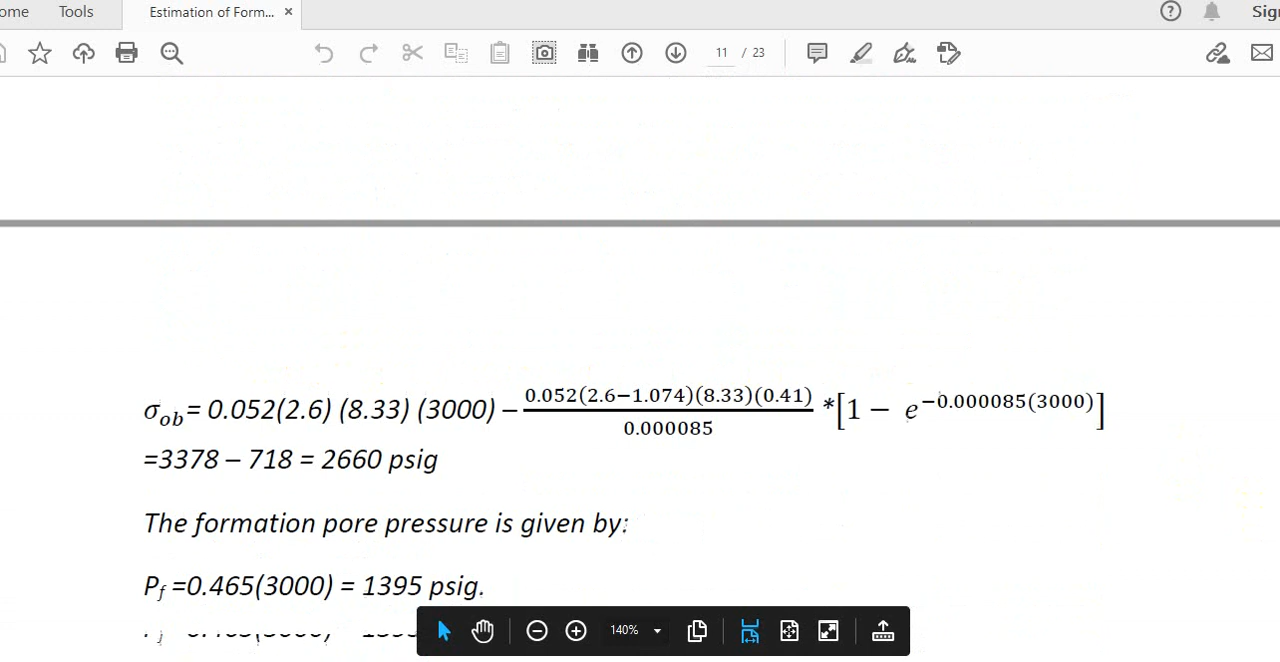 ome Tools Estimation of Form... × Sig
11 / 23
σob= 0.052(2.6) (8.33) (3000) – 0.052(2.6−1.074)(8.33)(0.41)/0.000085 *[1 − e^−0.000085(3000)]
=3378 – 718 = 2660 psig
The formation pore pressure is given by:
Pf =0.465(3000) = 1395 psig.
140%